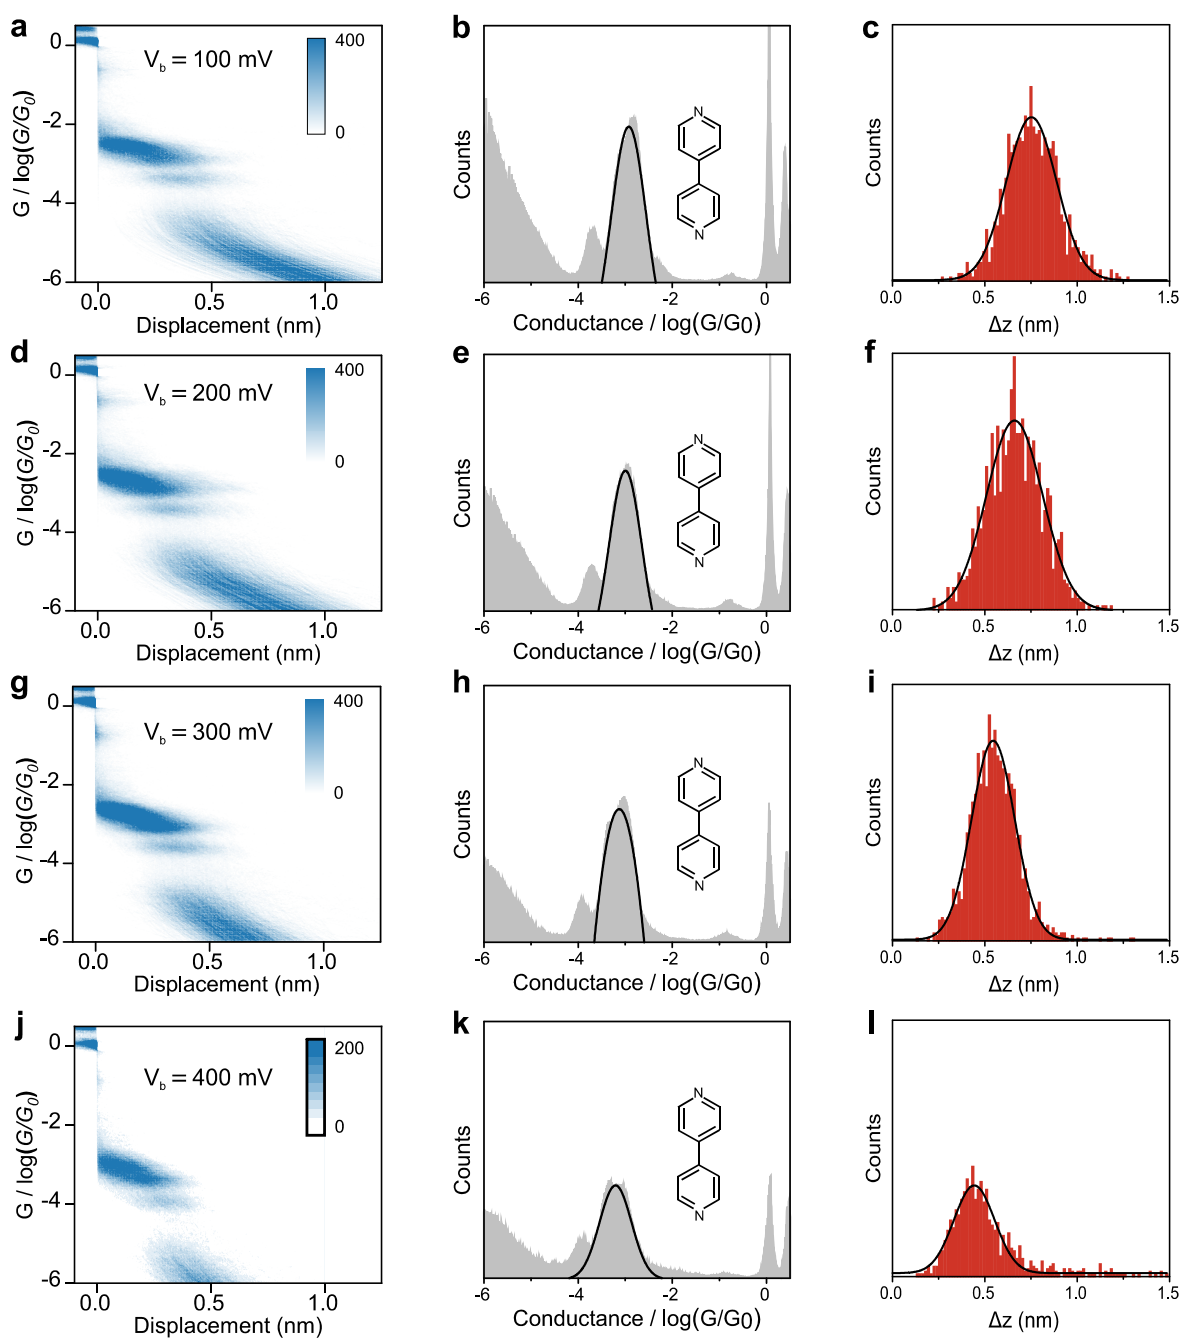 a
V_b = 100 mV
400
0
0
-2
-4
-6
G / log(G/G_0)
0.0 0.5 1.0
Displacement (nm)
b
Counts
N
N
-6 -4 -2 0
Conductance / log(G/G0)
c
Counts
0.0 0.5 1.0 1.5
Δz (nm)
d
V_b = 200 mV
400
0
0
-2
-4
-6
G / log(G/G_0)
0.0 0.5 1.0
Displacement (nm)
e
Counts
N
N
-6 -4 -2 0
Conductance / log(G/G0)
f
Counts
0.0 0.5 1.0 1.5
Δz (nm)
g
V_b = 300 mV
400
0
0
-2
-4
-6
G / log(G/G_0)
0.0 0.5 1.0
Displacement (nm)
h
Counts
N
N
-6 -4 -2 0
Conductance / log(G/G0)
i
Counts
0.0 0.5 1.0 1.5
Δz (nm)
j
V_b = 400 mV
200
0
0
-2
-4
-6
G / log(G/G_0)
0.0 0.5 1.0
Displacement (nm)
k
Counts
N
N
-6 -4 -2 0
Conductance / log(G/G0)
l
Counts
0.0 0.5 1.0 1.5
Δz (nm)